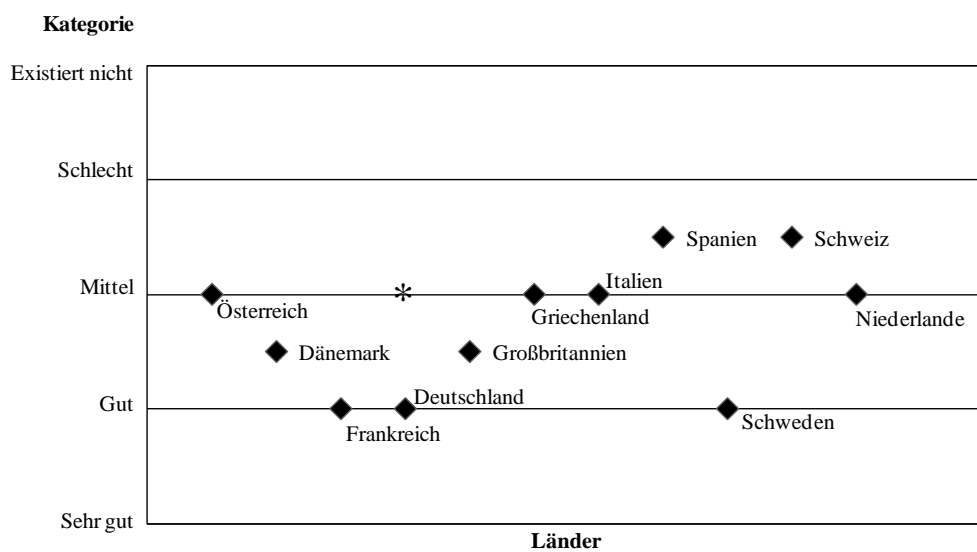 Kategorie
Existiert nicht
Schlecht
Spanien
Schweiz
Italien
Mittel
*
Österreich
Griechenland
Niederlande
Dänemark
Großbritannien
Deutschland
Gut
Frankreich
Schweden
Sehr gut
Länder